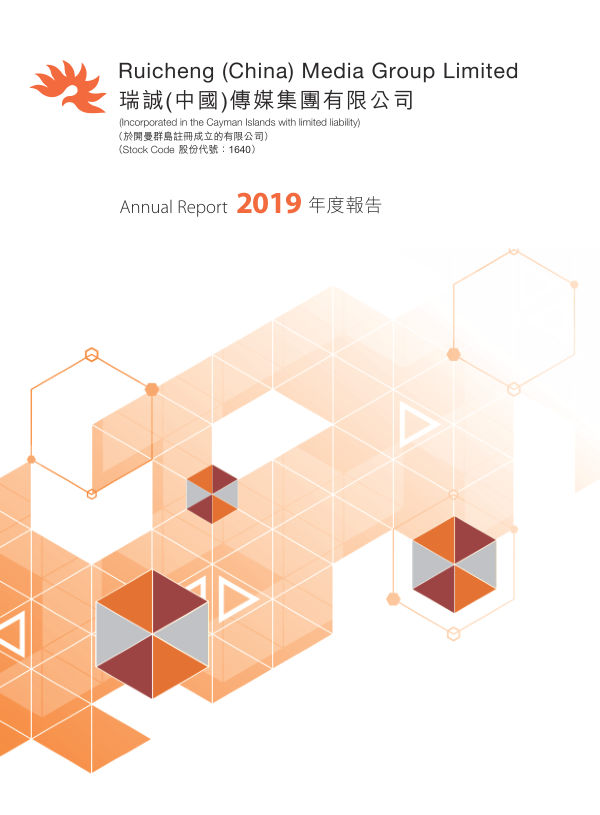 Ruicheng (China) Media Group Limited
瑞誠(中國)傳媒集團有限公司
(Incorporated in the Cayman Islands with limited liability)
(於開曼群島註冊成立的有限公司)
(Stock Code 股份代號：1640)
Annual Report 2019 年度報告